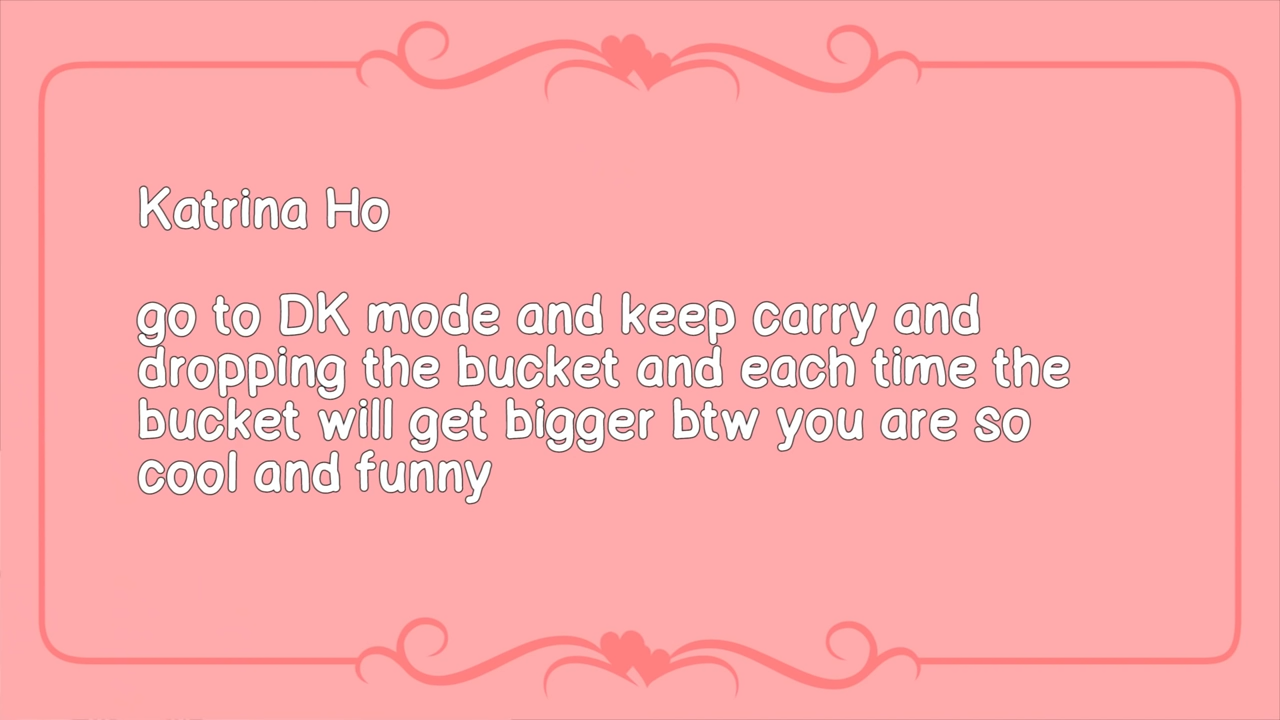 Katrina Ho
go to DK mode and keep carry and
dropping the bucket and each time the
bucket will get bigger btw you are so
cool and funny